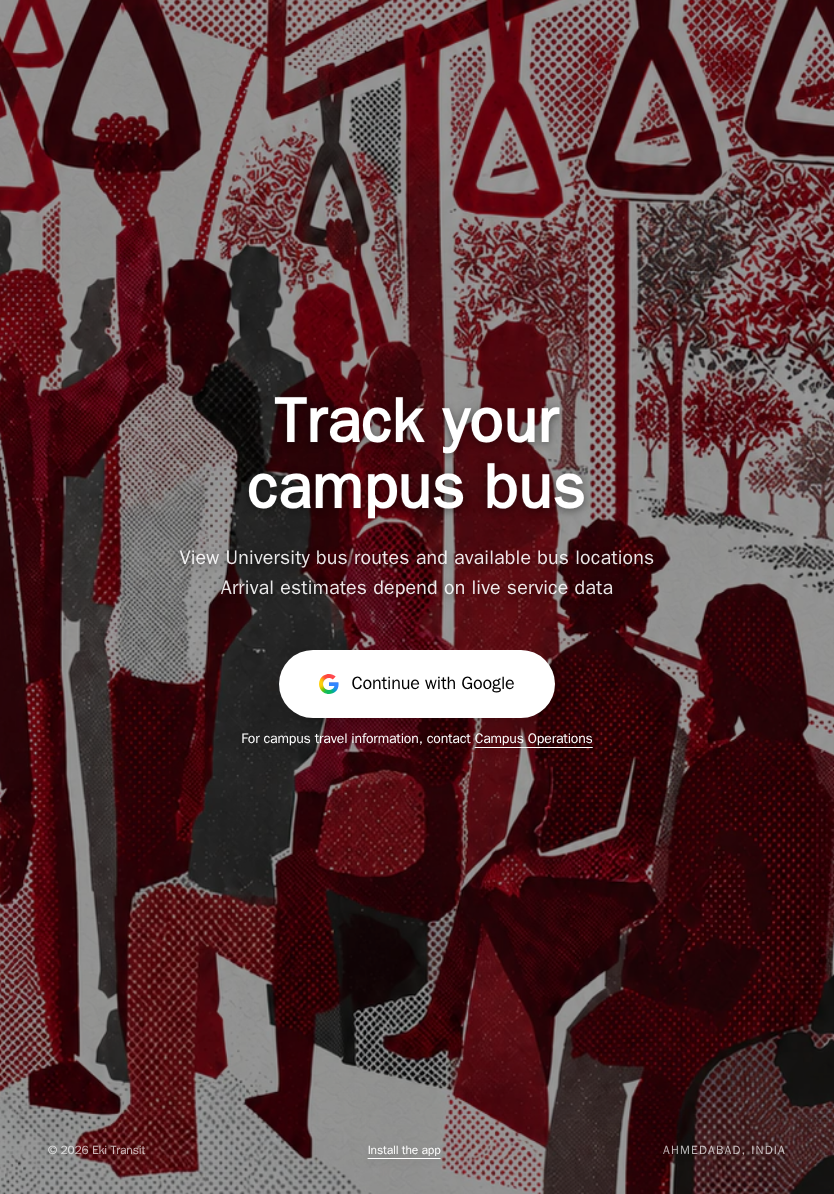 Track your
campus bus
View University bus routes and available bus locations
Arrival estimates depend on live service data
Continue with Google
For campus travel information, contact Campus Operations
© 2026 Eki Transit
Install the app
AHMEDABAD, INDIA